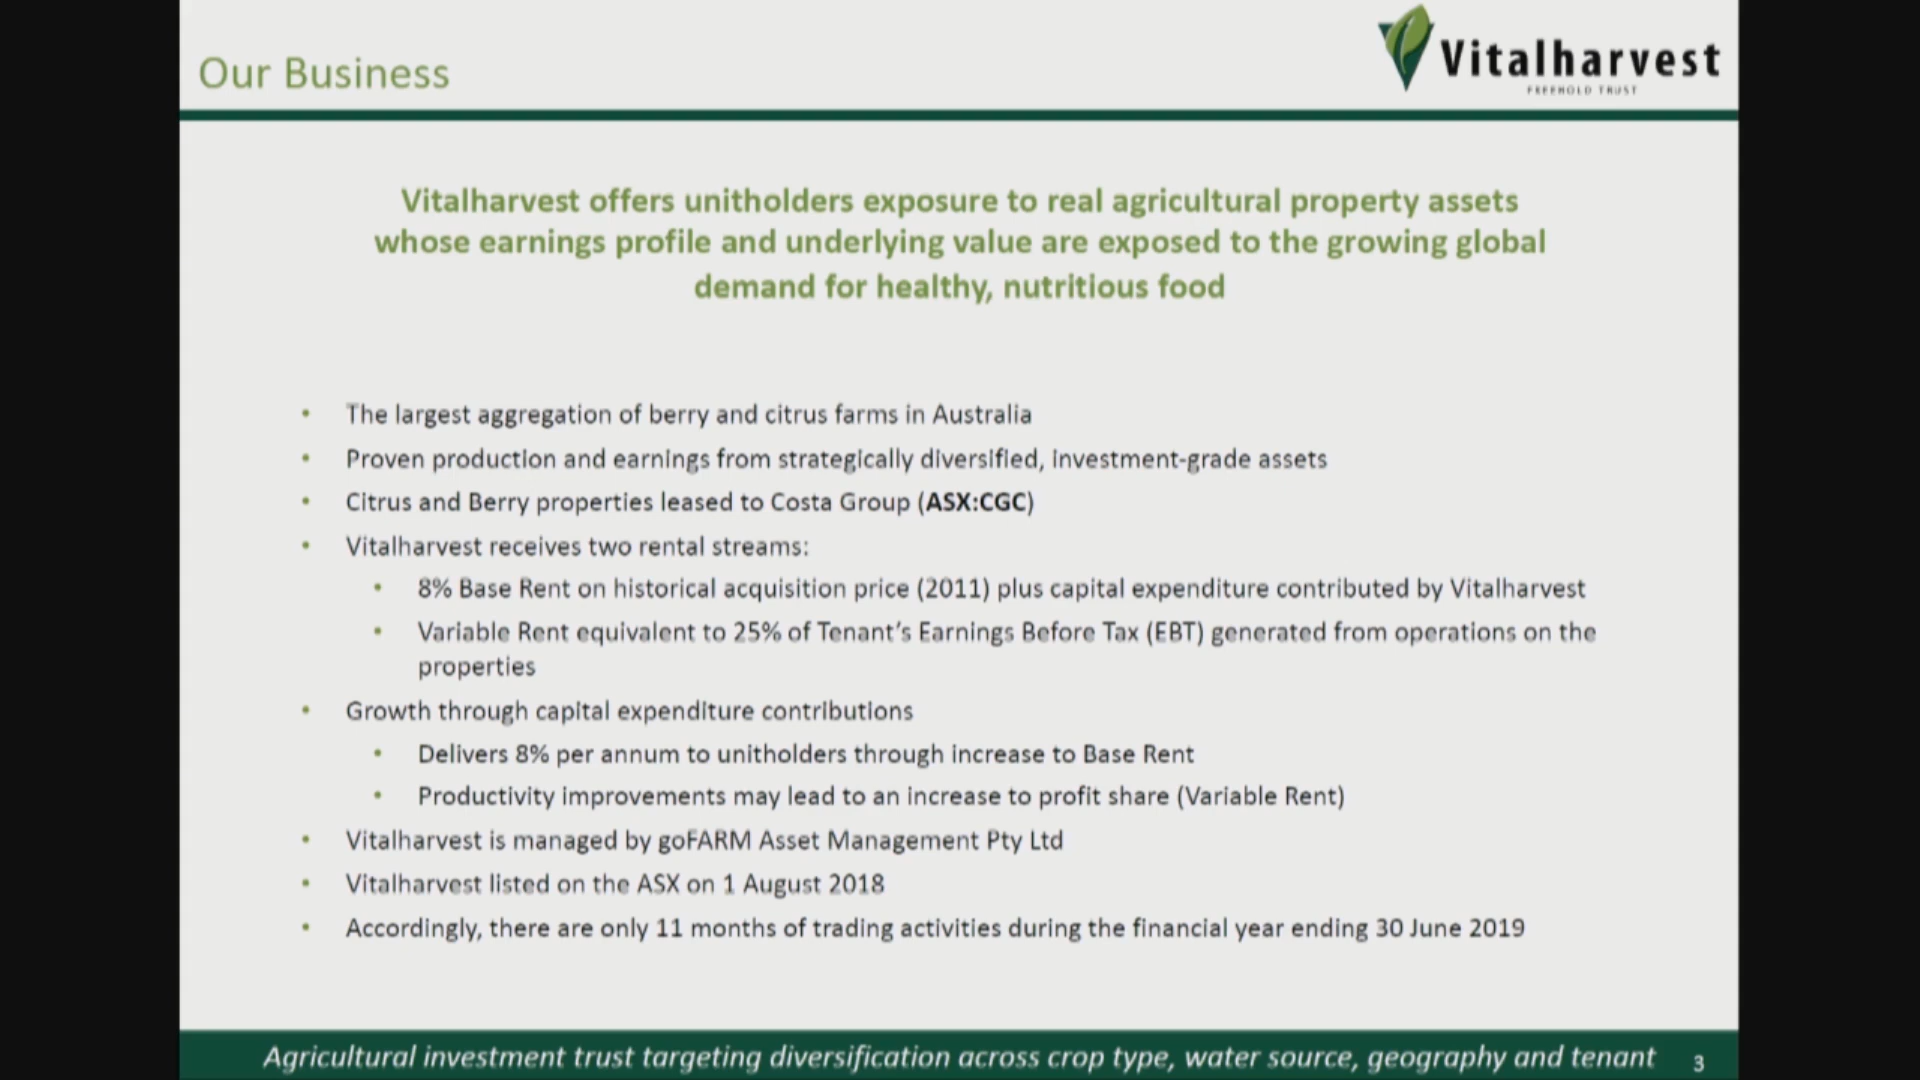 Our Business
Vitalharvest
FREEHOLD TRUST
Vitalharvest offers unitholders exposure to real agricultural property assets
whose earnings profile and underlying value are exposed to the growing global
demand for healthy, nutritious food
• The largest aggregation of berry and citrus farms in Australia
• Proven production and earnings from strategically diversified, investment-grade assets
• Citrus and Berry properties leased to Costa Group (ASX:CGC)
• Vitalharvest receives two rental streams:
• 8% Base Rent on historical acquisition price (2011) plus capital expenditure contributed by Vitalharvest
• Variable Rent equivalent to 25% of Tenant's Earnings Before Tax (EBT) generated from operations on the
properties
• Growth through capital expenditure contributions
• Delivers 8% per annum to unitholders through increase to Base Rent
• Productivity improvements may lead to an increase to profit share (Variable Rent)
• Vitalharvest is managed by goFARM Asset Management Pty Ltd
• Vitalharvest listed on the ASX on 1 August 2018
• Accordingly, there are only 11 months of trading activities during the financial year ending 30 June 2019
Agricultural investment trust targeting diversification across crop type, water source, geography and tenant 3